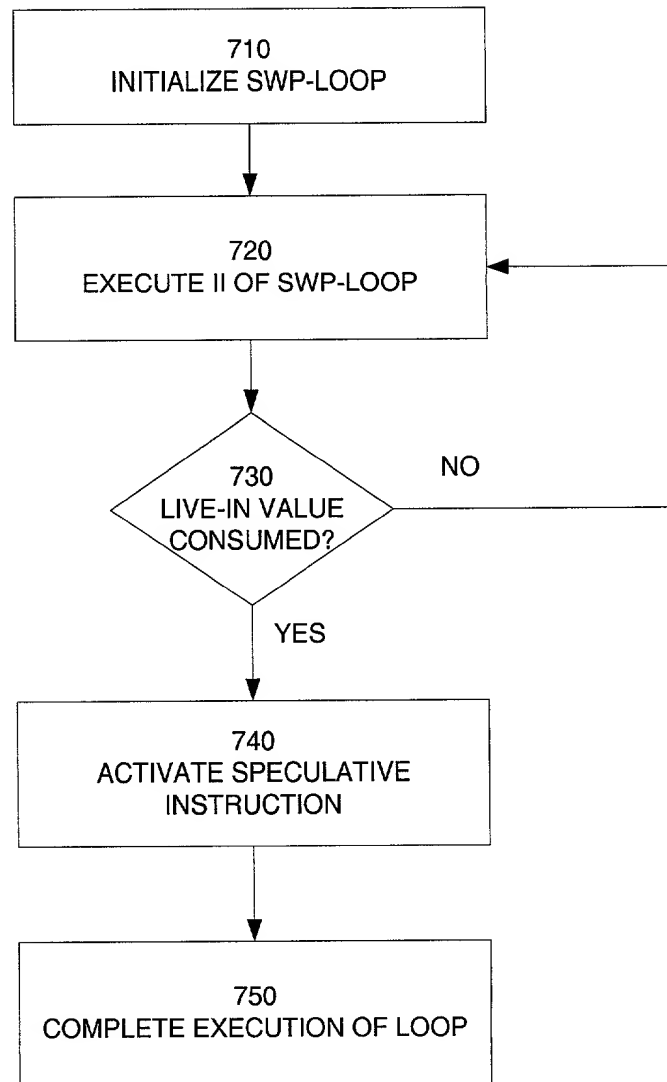 710
INITIALIZE SWP-LOOP
720
EXECUTE II OF SWP-LOOP
730
LIVE-IN VALUE
CONSUMED?
NO
YES
740
ACTIVATE SPECULATIVE
INSTRUCTION
750
COMPLETE EXECUTION OF LOOP